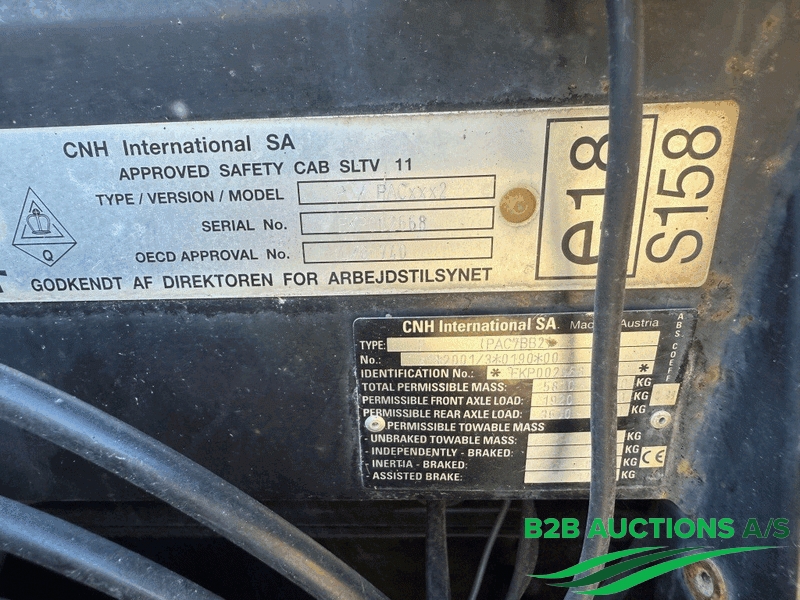 CNH International SA
APPROVED SAFETY CAB SLTV 11
TYPE / VERSION / MODEL PACxxx2
SERIAL No.
OECD APPROVAL No.
GODKENDT AF DIREKTOREN FOR ARBEJDSTILSYNET
Q
e18
S158
CNH International SA. Made Austria
TYPE:
No.:
IDENTIFICATION No.: * *
TOTAL PERMISSIBLE MASS: KG
PERMISSIBLE FRONT AXLE LOAD: KG
PERMISSIBLE REAR AXLE LOAD: KG
PERMISSIBLE TOWABLE MASS
- UNBRAKED TOWABLE MASS: KG
- INDEPENDENTLY - BRAKED: KG
- INERTIA - BRAKED: KG
- ASSISTED BRAKE: KG
ABS. COEFF
CE
B2B AUCTIONS A/S